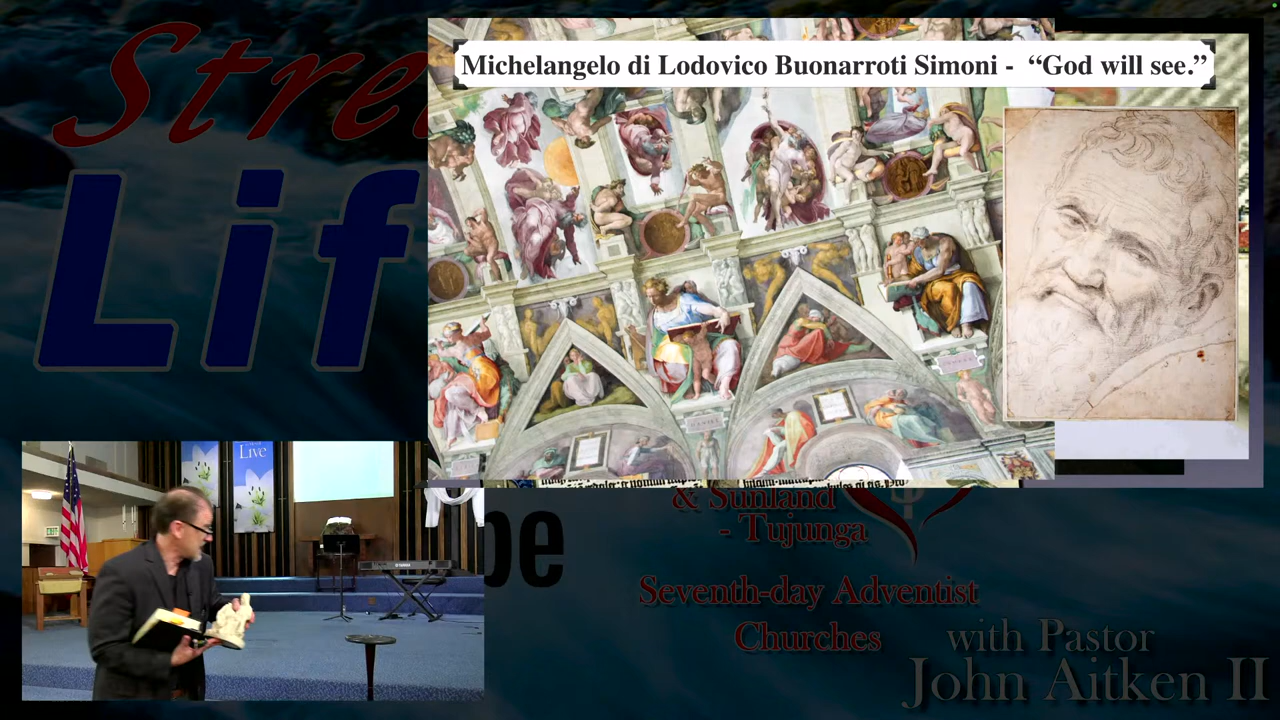 Michelangelo di Lodovico Buonarroti Simoni - “God will see.”
Stre
Lif
Live
be
& Sunland
- Tujunga
Seventh-day Adventist
Churches
with Pastor
John Aitken II